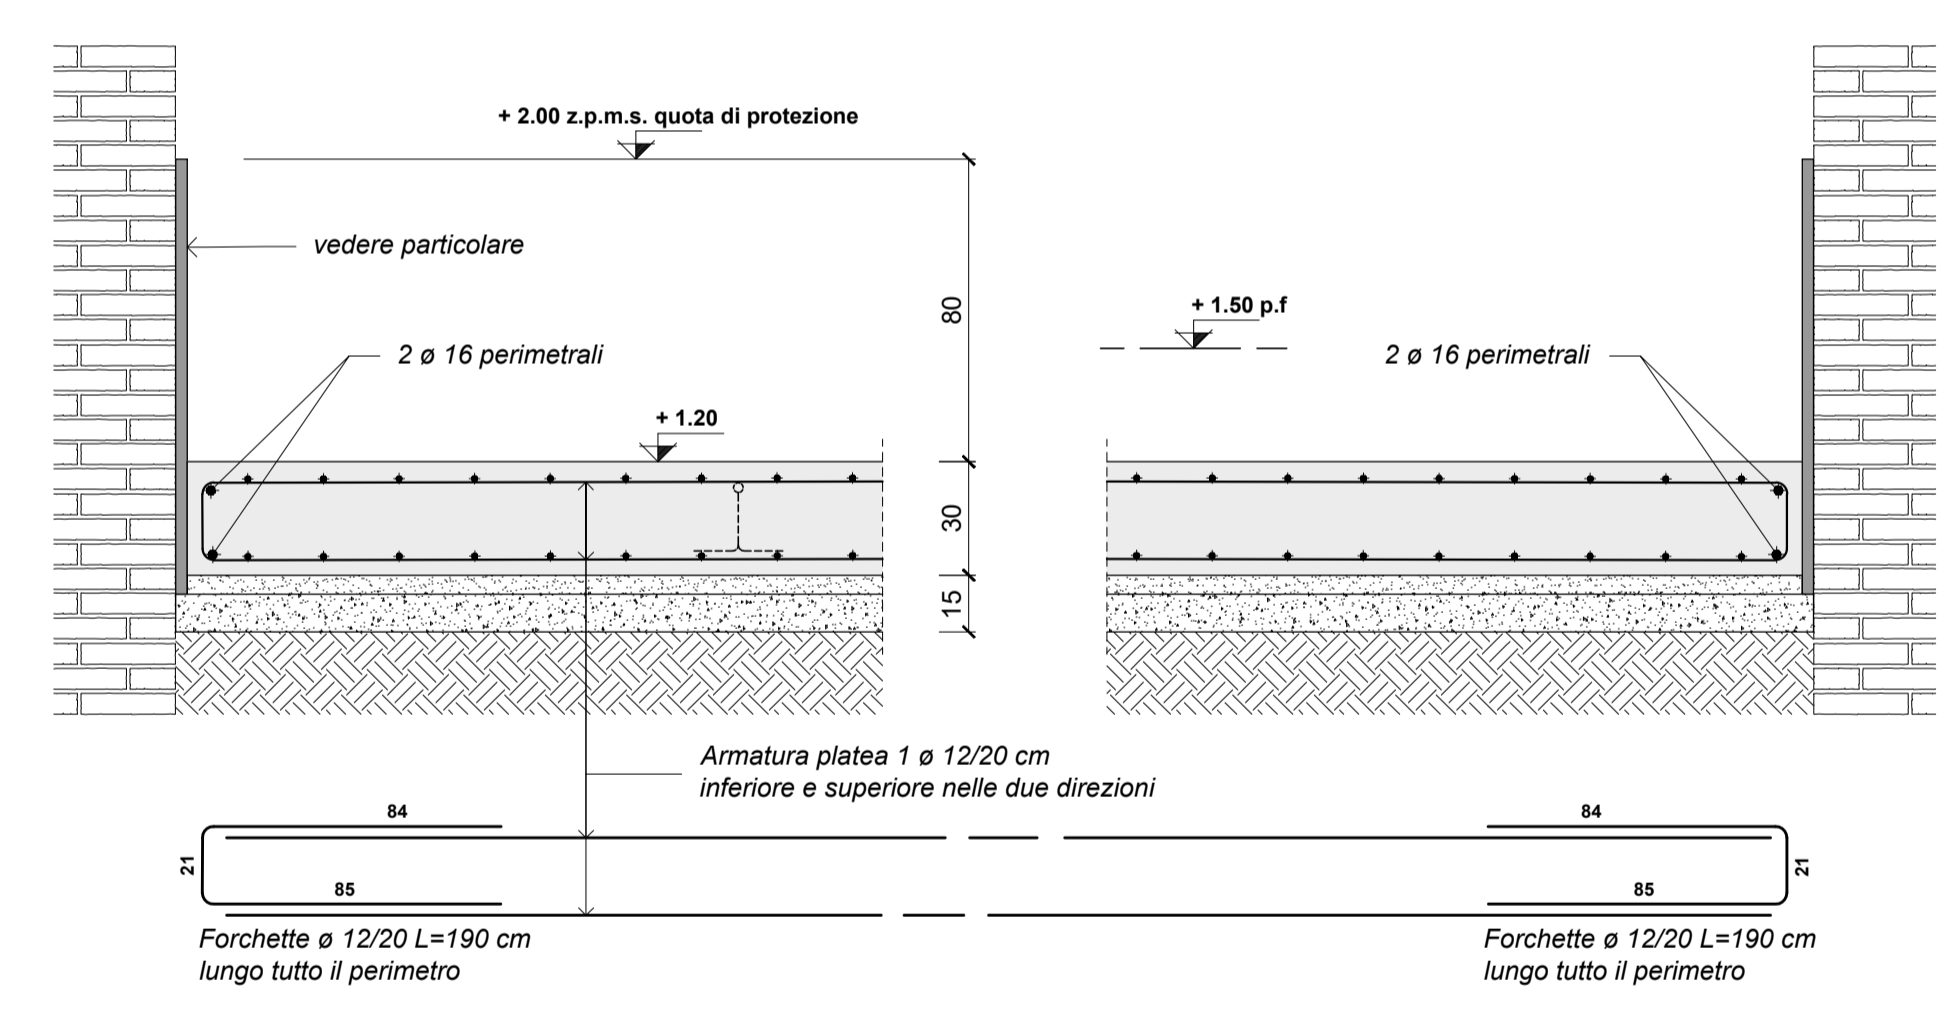 + 2.00 z.p.m.s. quota di protezione
vedere particolare
80
+ 1.50 p.f
2 ø 16 perimetrali
2 ø 16 perimetrali
+ 1.20
30
15
Armatura platea 1 ø 12/20 cm
inferiore e superiore nelle due direzioni
84
84
21
21
85
85
Forchette ø 12/20 L=190 cm
lungo tutto il perimetro
Forchette ø 12/20 L=190 cm
lungo tutto il perimetro